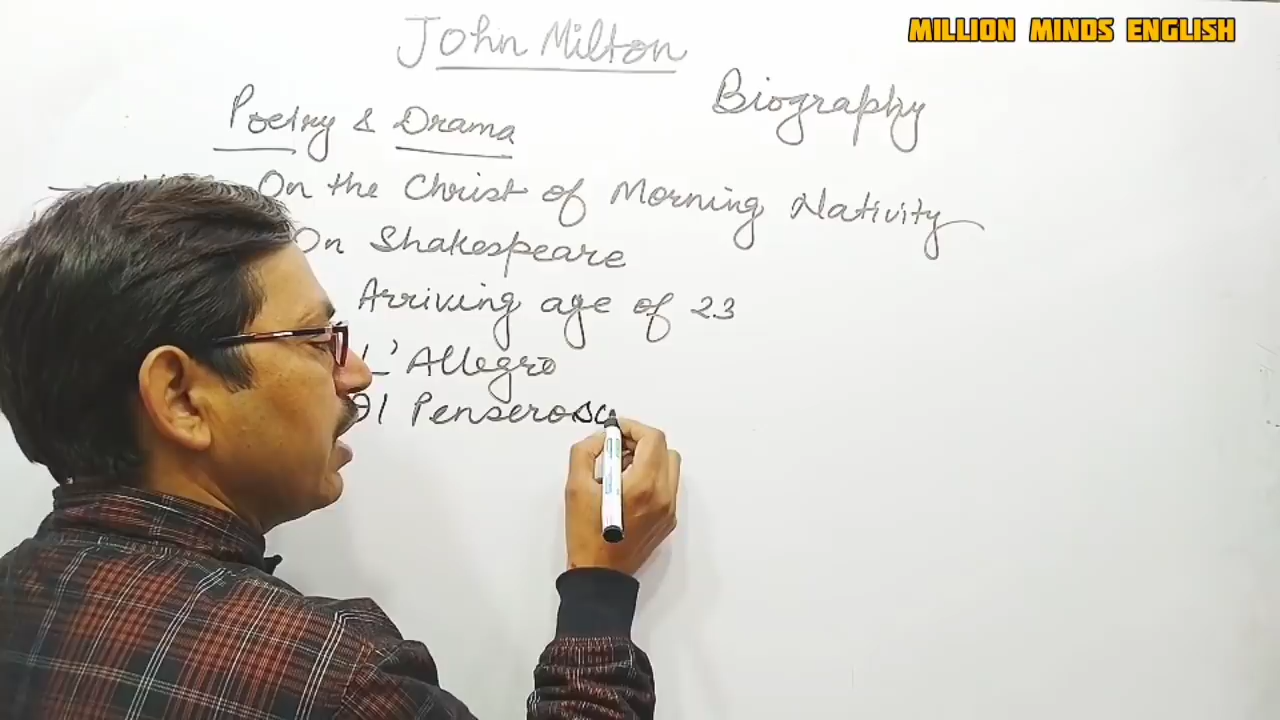 MILLION MINDS ENGLISH
John Milton
Biography
Poetry & Drama
On the Christ of Morning Nativity
On Shakespeare
Arriving age of 23
L'Allegro
Il Penseroso